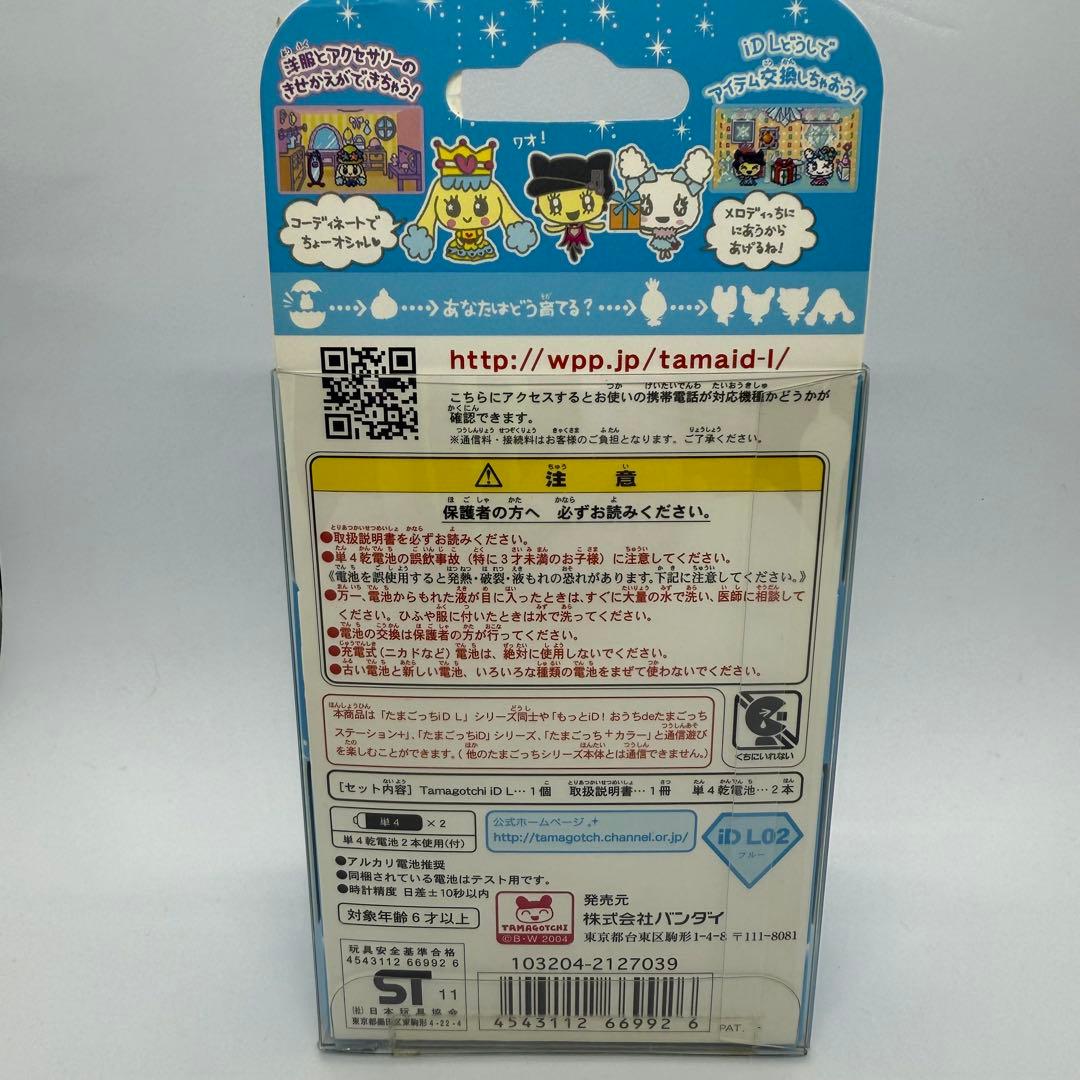 洋服とアクセサリーの
きせかえができちゃう!
iD Lどうしで
アイテム交換しちゃおう!
ワオ!
コーディネートで
ちょーオシャレ♥
メロディっちに
にあうから
あげるね!
あなたはどう育てる?
http://wpp.jp/tamaid-l/
こちらにアクセスするとお使いの携帯電話が対応機種かどうかが
確認できます。
※通信料・接続料はお客様のご負担となります。ご了承ください。
注意
保護者の方へ 必ずお読みください。
●取扱説明書を必ずお読みください。
●単4乾電池の誤飲事故(特に3才未満のお子様)に注意してください。
《電池を誤使用すると発熱・破裂・液もれの恐れがあります。下記に注意してください。》
●万一、電池からもれた液が目に入ったときは、すぐに大量の水で洗い、医師に相談して
ください。ひふや服に付いたときは水で洗ってください。
●電池の交換は保護者の方が行ってください。
●充電式(ニカドなど)電池は、絶対に使用しないでください。
●古い電池と新しい電池、いろいろな種類の電池をまぜて使わないでください。
本商品は「たまごっちiD L」シリーズ同士や「もっとiD!おうちdeたまごっち
ステーション+」、「たまごっちiD」シリーズ、「たまごっち+カラー」と通信遊び
を楽しむことができます。(他のたまごっちシリーズ本体とは通信できません。)
くちにいれない
[セット内容] Tamagotchi iD L…1個 取扱説明書…1冊 単4乾電池…2本
単4 ×2
単4乾電池2本使用(付)
公式ホームページ
http://tamagotch.channel.or.jp/
iD L02
ブルー
●アルカリ電池推奨
●同梱されている電池はテスト用です。
●時計精度 日差±10秒以内
対象年齢6才以上
TAMAGOTCHI
©B・W 2004
発売元
株式会社バンダイ
東京都台東区駒形1-4-8 〒111-8081
玩具安全基準合格
4543112 66992 6
ST 11
(社)日本玩具協会
東京都墨田区東駒形4-22-4
103204-2127039
4543112 669926
PAT.